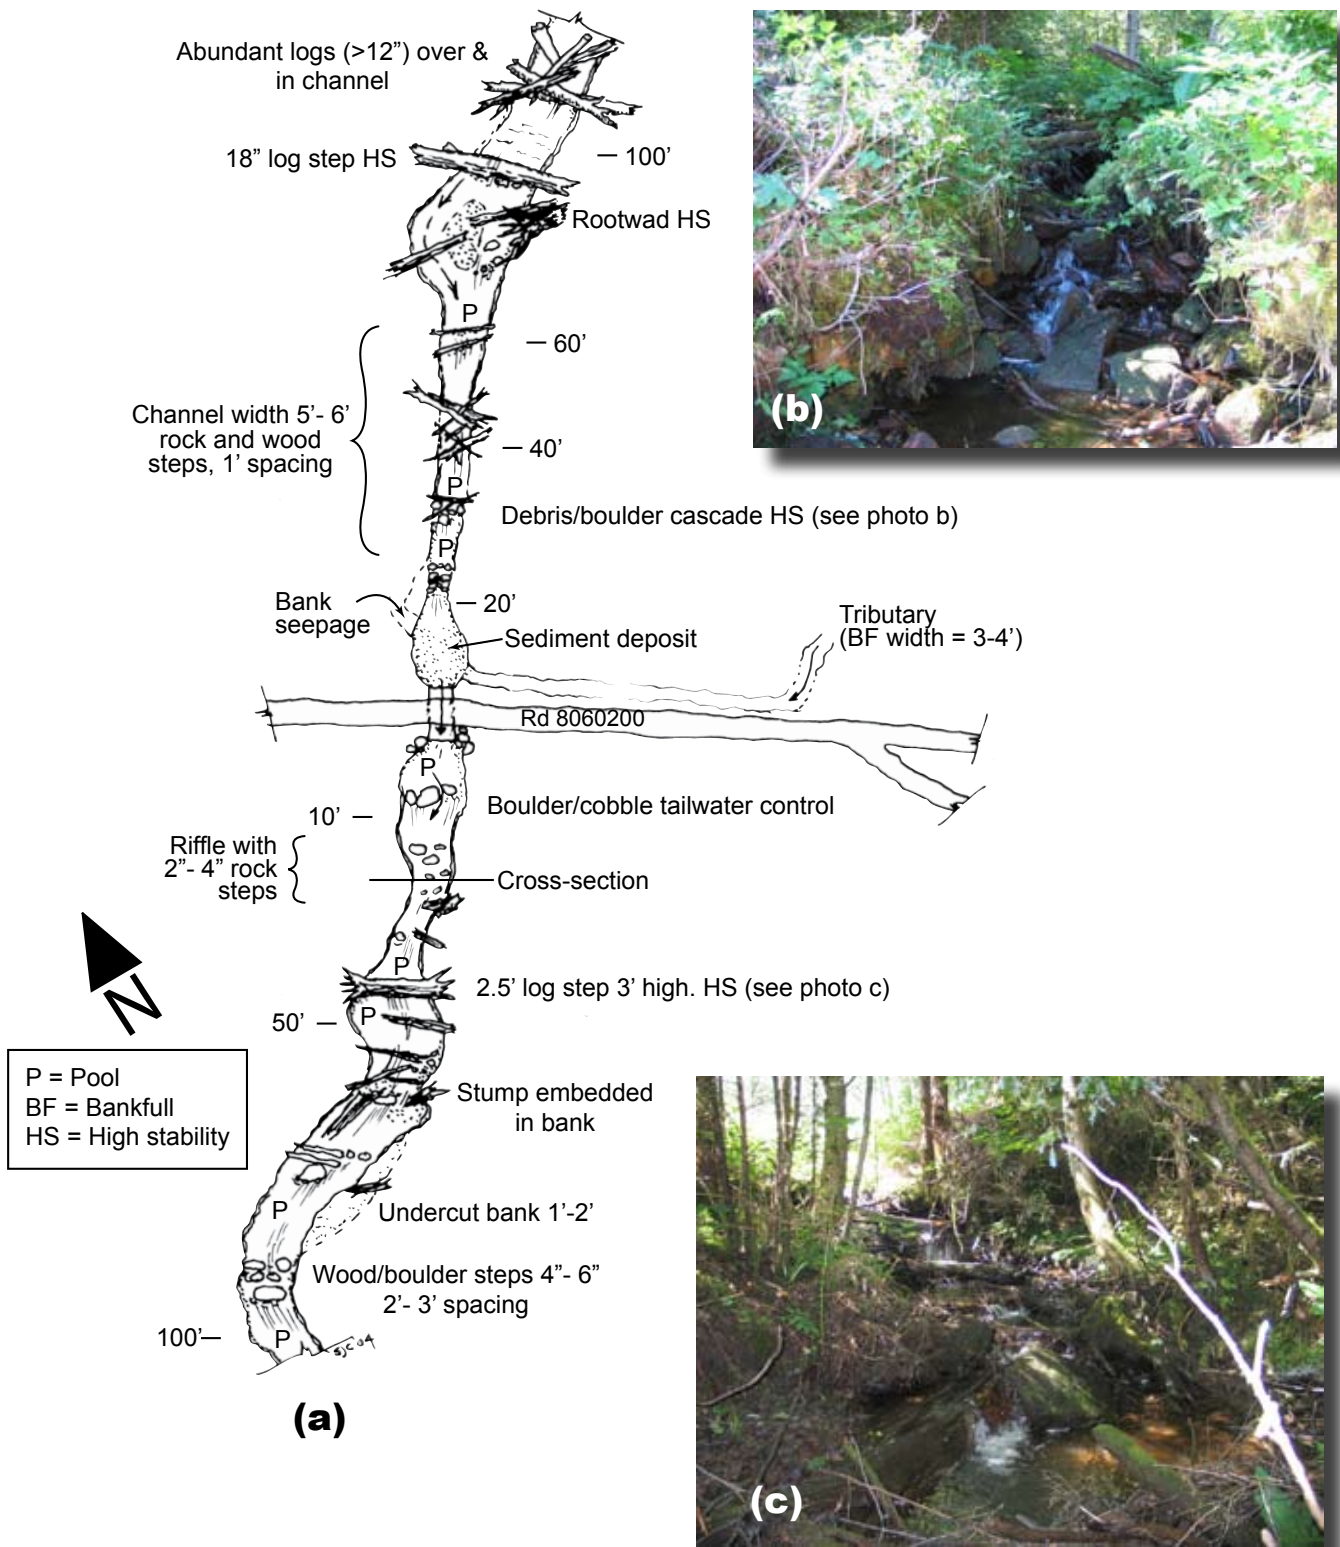 Abundant logs (>12”) over &
in channel
18” log step HS
100’
Rootwad HS
P
60’
Channel width 5’- 6’
rock and wood
steps, 1’ spacing
40’
P
Debris/boulder cascade HS (see photo b)
P
Bank
seepage
20’
Sediment deposit
Tributary
(BF width = 3-4’)
Rd 8060200
P
Boulder/cobble tailwater control
10’
Riffle with
2”- 4” rock
steps
Cross-section
P
2.5’ log step 3’ high. HS (see photo c)
P
50’
N
P = Pool
BF = Bankfull
HS = High stability
Stump embedded
in bank
P
Undercut bank 1’-2’
Wood/boulder steps 4”- 6”
2’- 3’ spacing
100’
P
sjc 04
(a)
(b)
(c)